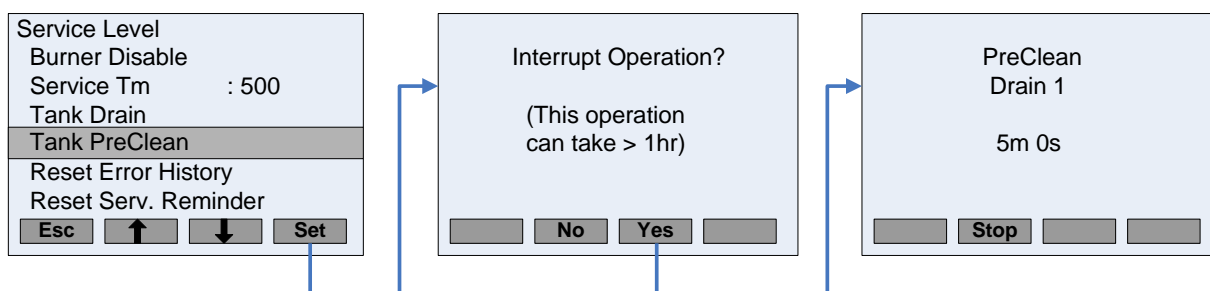 Service Level
Burner Disable
Service Tm : 500
Tank Drain
Tank PreClean
Reset Error History
Reset Serv. Reminder
Esc Set
Interrupt Operation?
(This operation
can take > 1hr)
No Yes
PreClean
Drain 1
5m 0s
Stop